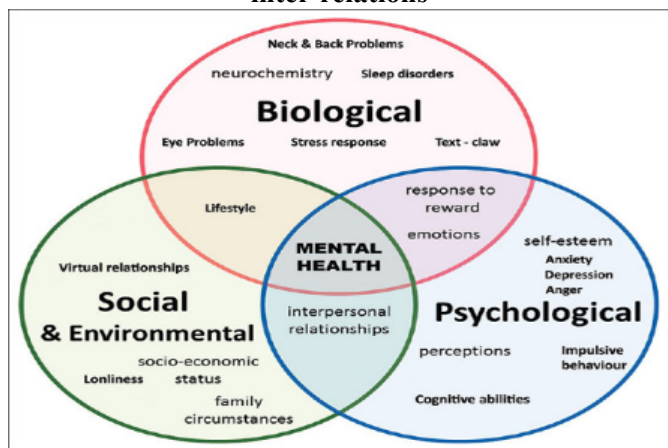 inter-relations
Neck & Back Problems
neurochemistry
Sleep disorders
Biological
Eye Problems
Stress response
Text - claw
Lifestyle
response to
reward
emotions
MENTAL
HEALTH
self-esteem
Anxiety
Depression
Anger
Virtual relationships
Social
& Environmental
interpersonal
relationships
Psychological
socio-economic
status
Lonliness
family
circumstances
perceptions
Impulsive
behaviour
Cognitive abilities